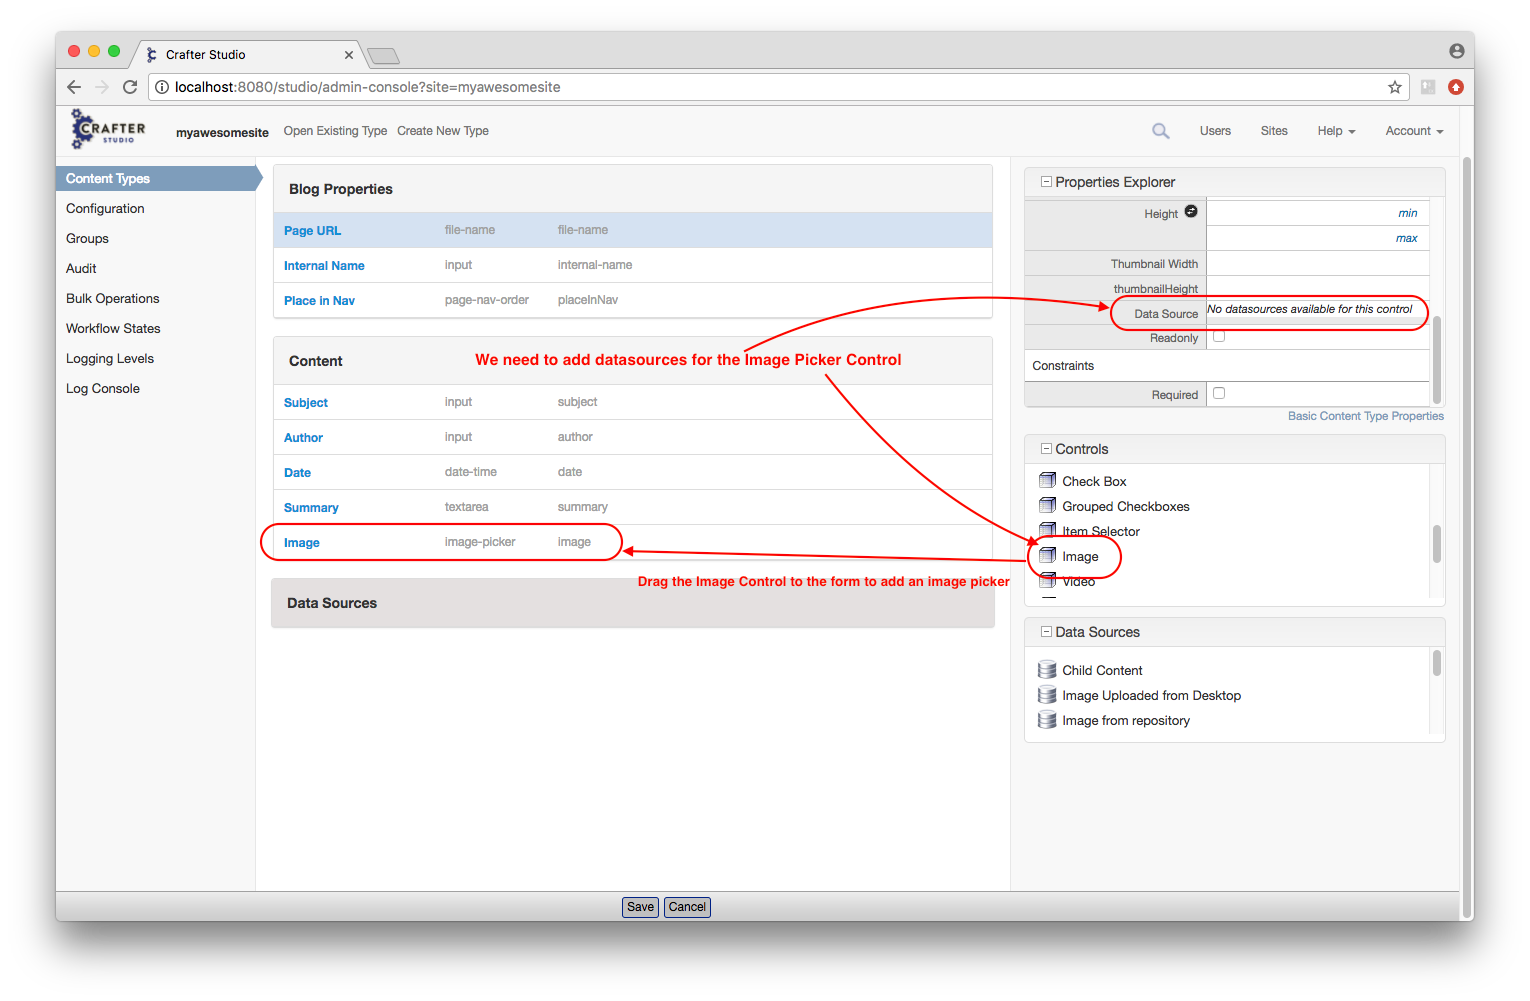 Crafter Studio
localhost:8080/studio/admin-console?site=myawesomesite
CRAFTER
STUDIO
myawesomesite Open Existing Type Create New Type
Users Sites Help Account
Content Types
Configuration
Groups
Audit
Bulk Operations
Workflow States
Logging Levels
Log Console
Blog Properties
Page URL file-name file-name
Internal Name input internal-name
Place in Nav page-nav-order placeInNav
Content
We need to add datasources for the Image Picker Control
Subject input subject
Author input author
Date date-time date
Summary textarea summary
Image image-picker image
Drag the Image Control to the form to add an image picker
Data Sources
Properties Explorer
Height min
max
Thumbnail Width
thumbnailHeight
Data Source No datasources available for this control
Readonly
Constraints
Required
Basic Content Type Properties
Controls
Check Box
Grouped Checkboxes
Item Selector
Image
Video
Data Sources
Child Content
Image Uploaded from Desktop
Image from repository
Save Cancel